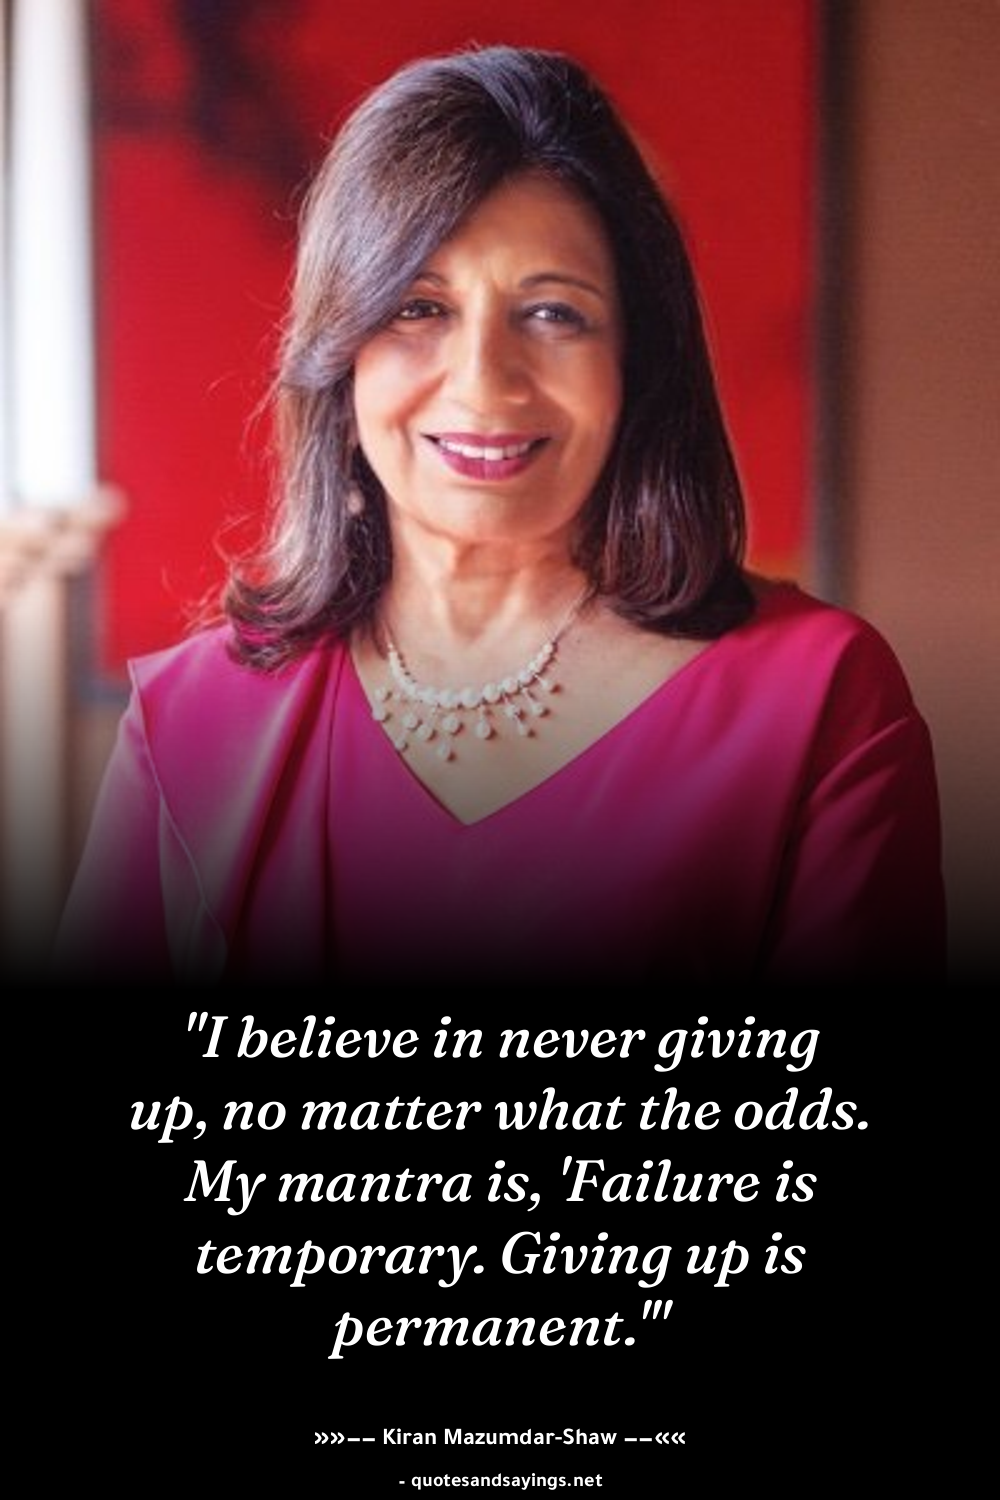 "I believe in never giving
up, no matter what the odds.
My mantra is, 'Failure is
temporary. Giving up is
permanent.'"
»»−− Kiran Mazumdar-Shaw −−««
- quotesandsayings.net